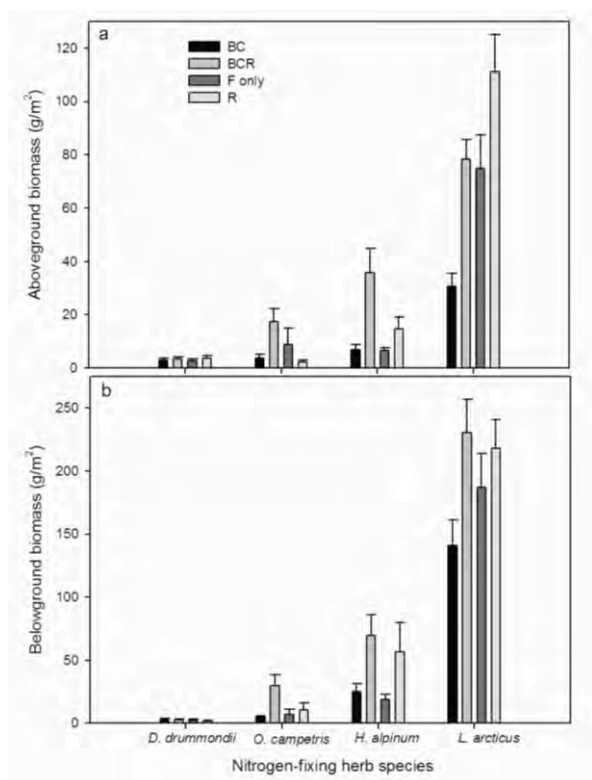 a
BC
BCR
F only
R
120
100
80
60
40
20
0
Aboveground biomass (g/m²)
b
250
200
150
100
50
0
Belowground biomass (g/m²)
D. drummondii O. campetris H. alpinum L. arcticus
Nitrogen-fixing herb species